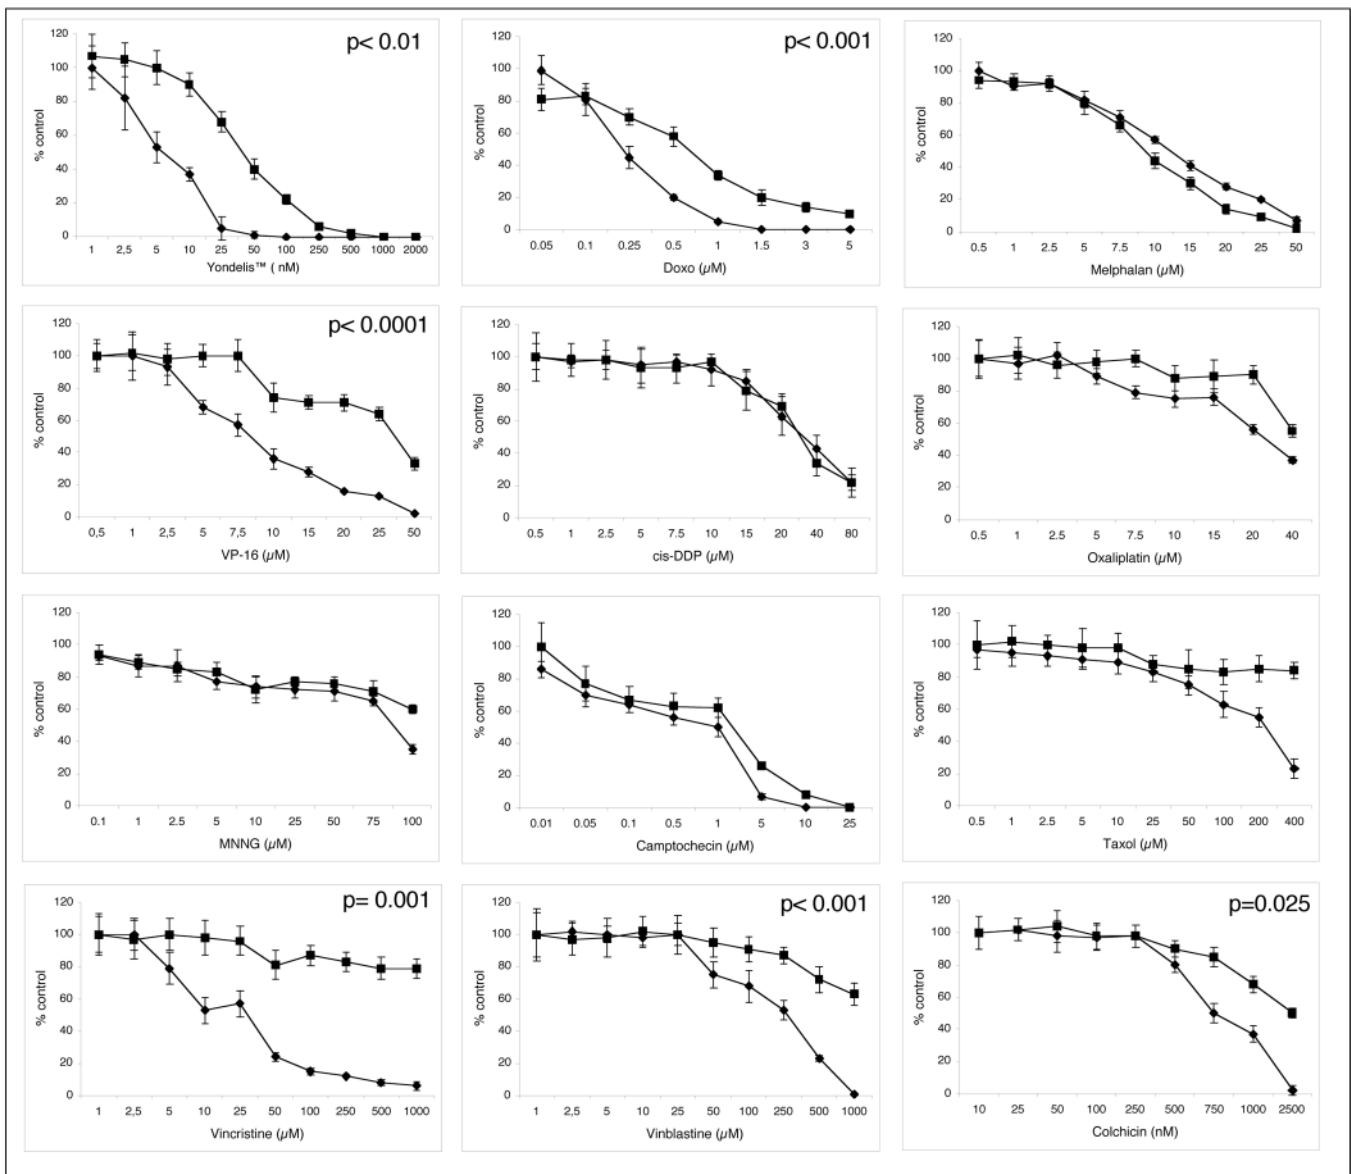 p< 0.01
120
100
80
60
40
20
0
% control
1 2,5 5 10 25 50 100 250 500 1000 2000
Yondelis™ ( nM)
p< 0.001
120
100
80
60
40
20
0
% control
0.05 0.1 0.25 0.5 1 1.5 3 5
Doxo (µM)
120
100
80
60
40
20
0
% control
0.5 1 2.5 5 7.5 10 15 20 25 50
Melphalan (µM)
p< 0.0001
120
100
80
60
40
20
0
% control
0,5 1 2,5 5 7,5 10 15 20 25 50
VP-16 (µM)
120
100
80
60
40
20
0
% control
0.5 1 2.5 5 7.5 10 15 20 40 80
cis-DDP (µM)
120
100
80
60
40
20
0
% control
0.5 1 2.5 5 7.5 10 15 20 40
Oxaliplatin (µM)
120
100
80
60
40
20
0
% control
0.1 1 2.5 5 10 25 50 75 100
MNNG (µM)
120
100
80
60
40
20
0
% control
0.01 0.05 0.1 0.5 1 5 10 25
Camptochecin (µM)
120
100
80
60
40
20
0
% control
0.5 1 2.5 5 10 25 50 100 200 400
Taxol (µM)
p= 0.001
120
100
80
60
40
20
0
% control
1 2,5 5 10 25 50 100 250 500 1000
Vincristine (µM)
p< 0.001
120
100
80
60
40
20
0
% control
1 2,5 5 10 25 50 100 250 500 1000
Vinblastine (µM)
p=0.025
120
100
80
60
40
20
0
% control
10 25 50 100 250 500 750 1000 2500
Colchicin (nM)